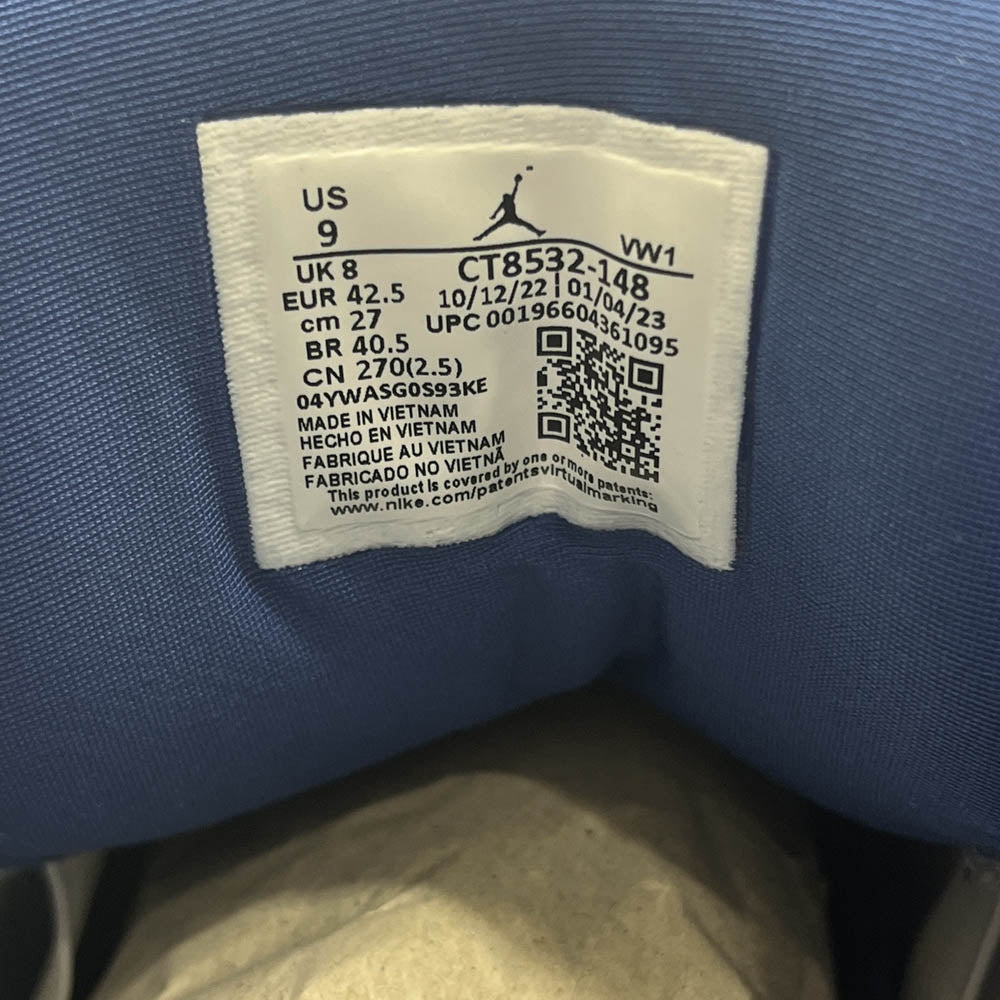 US
9
VW1
UK 8
EUR 42.5
cm 27
BR 40.5
CN 270(2.5)
04YWASG0S93KE
CT8532-148
10/12/22 | 01/04/23
UPC 00196604361095
MADE IN VIETNAM
HECHO EN VIETNAM
FABRIQUE AU VIETNAM
FABRICADO NO VIETNÃ
This product is covered by one or more patents:
www.nike.com/patentsvirtualmarking